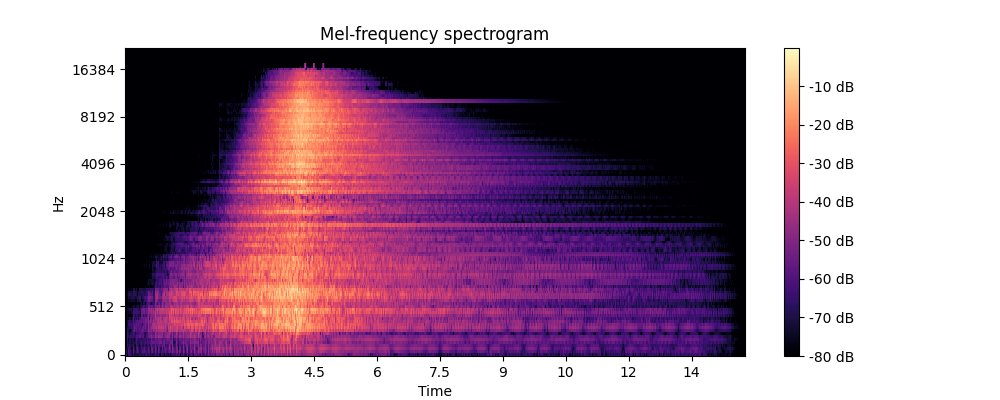 Mel-frequency spectrogram
Hz
16384
8192
4096
2048
1024
512
0
0 1.5 3 4.5 6 7.5 9 10 12 14
Time
-10 dB
-20 dB
-30 dB
-40 dB
-50 dB
-60 dB
-70 dB
-80 dB